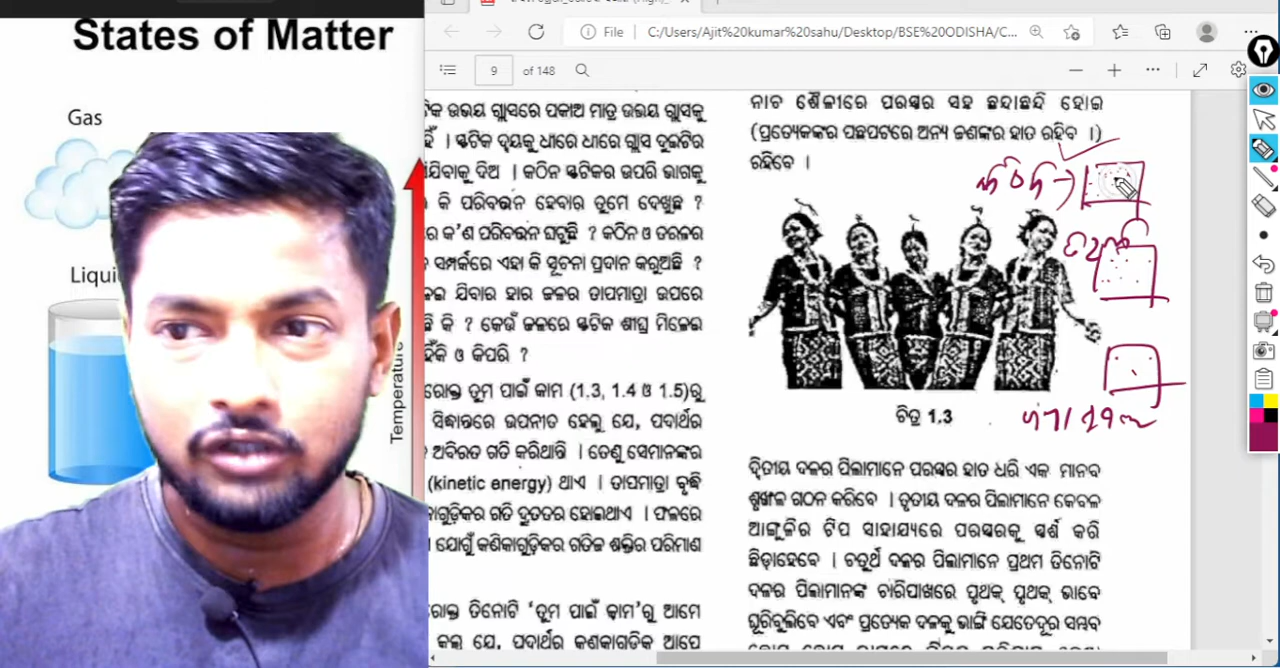 States of Matter
Gas
Temperature
File
C:/Users/Ajit%20kumar%20sahu/Desktop/BSE%20ODISHA/C...
9 of 148
ଉଭୟ ଗ୍ଲାସରେ ପକାଅ ମାତ୍ର ଉଭୟ ଗ୍ଲାସକୁ
। ସ୍ଫଟିକ ଦ୍ୱୟକୁ ଧୀରେ ଧୀରେ ଗ୍ଲାସ ଦୁଇଟିର
ଯିବାକୁ ଦିଅ । କଠିନ ସ୍ଫଟିକର ଉପରି ଭାଗକୁ
କି ପରିବର୍ତ୍ତନ ହେବାର ତୁମେ ଦେଖୁଛ ?
କ'ଣ ପରିବର୍ତ୍ତନ ଘଟୁଛି ? କଠିନ ଓ ତରଳର
ସମ୍ପର୍କରେ ଏହା କି ସୂଚନା ପ୍ରଦାନ କରୁଅଛି ?
ଯିବାର ହାର ଜଳର ତାପମାତ୍ରା ଉପରେ
କି ? କେଉଁ ଜଳରେ ସ୍ଫଟିକ ଶୀଘ୍ର ମିଳେଇ
ଓ କିପରି ?
ତୁମ ପାଇଁ କାମ (1.3, 1.4 ଓ 1.5)ରୁ
ସିଦ୍ଧାନ୍ତରେ ଉପନୀତ ହେଲୁ ଯେ, ପଦାର୍ଥର
ଅବିରତ ଗତି କରିଥାନ୍ତି । ତେଣୁ ସେମାନଙ୍କର
(kinetic energy) ଥାଏ । ତାପମାତ୍ରା ବୃଦ୍ଧି
ଗତି ଦ୍ରୁତତର ହୋଇଥାଏ । ଫଳରେ
ଯୋଗୁଁ କଣିକାଗୁଡ଼ିକର ଗତିଜ ଶକ୍ତିର ପରିମାଣ
ତିନୋଟି 'ତୁମ ପାଇଁ କାମ'ରୁ ଆମେ
ଯେ, ପଦାର୍ଥର କଣିକାଗୁଡ଼ିକ ଆପେ
ନାଚ ଶୈଳୀରେ ପରସ୍ପର ସହ ଛନ୍ଦାଛନ୍ଦି ହୋଇ
(ପ୍ରତ୍ୟେକଙ୍କର ପଛପଟରେ ଅନ୍ୟ ଜଣଙ୍କର ହାତ ରହିବ ।)
ରହିବେ ।
କଠିନ
ଚିତ୍ର 1.3
ଦ୍ୱିତୀୟ ଦଳର ପିଲାମାନେ ପରସ୍ପର ହାତ ଧରି ଏକ ମାନବ
ଶୃଙ୍ଖଳ ଗଠନ କରିବେ । ତୃତୀୟ ଦଳର ପିଲାମାନେ କେବଳ
ଆଙ୍ଗୁଳିର ଟିପ ସାହାଯ୍ୟରେ ପରସ୍ପରକୁ ସ୍ପର୍ଶ କରି
ଛିଡ଼ାହେବେ । ଚତୁର୍ଥ ଦଳର ପିଲାମାନେ ପ୍ରଥମ ତିନୋଟି
ଦଳର ପିଲାମାନଙ୍କ ଚାରିପାଖରେ ପୃଥକ୍ ପୃଥକ୍ ଭାବେ
ଘୂରିବୁଲିବେ ଏବଂ ପ୍ରତ୍ୟେକ ଦଳକୁ ଭାଙ୍ଗି ଯେତେଦୂର ସମ୍ଭବ